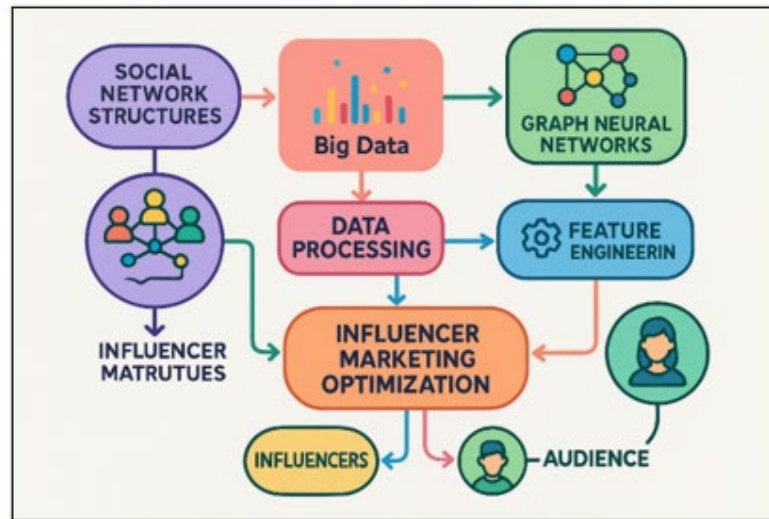 SOCIAL
NETWORK
STRUCTURES
Big Data
GRAPH NEURAL
NETWORKS
DATA
PROCESSING
FEATURE
ENGINEERIN
INFLUENCER
MATRUTUES
INFLUENCER
MARKETING
OPTIMIZATION
INFLUENCERS
AUDIENCE